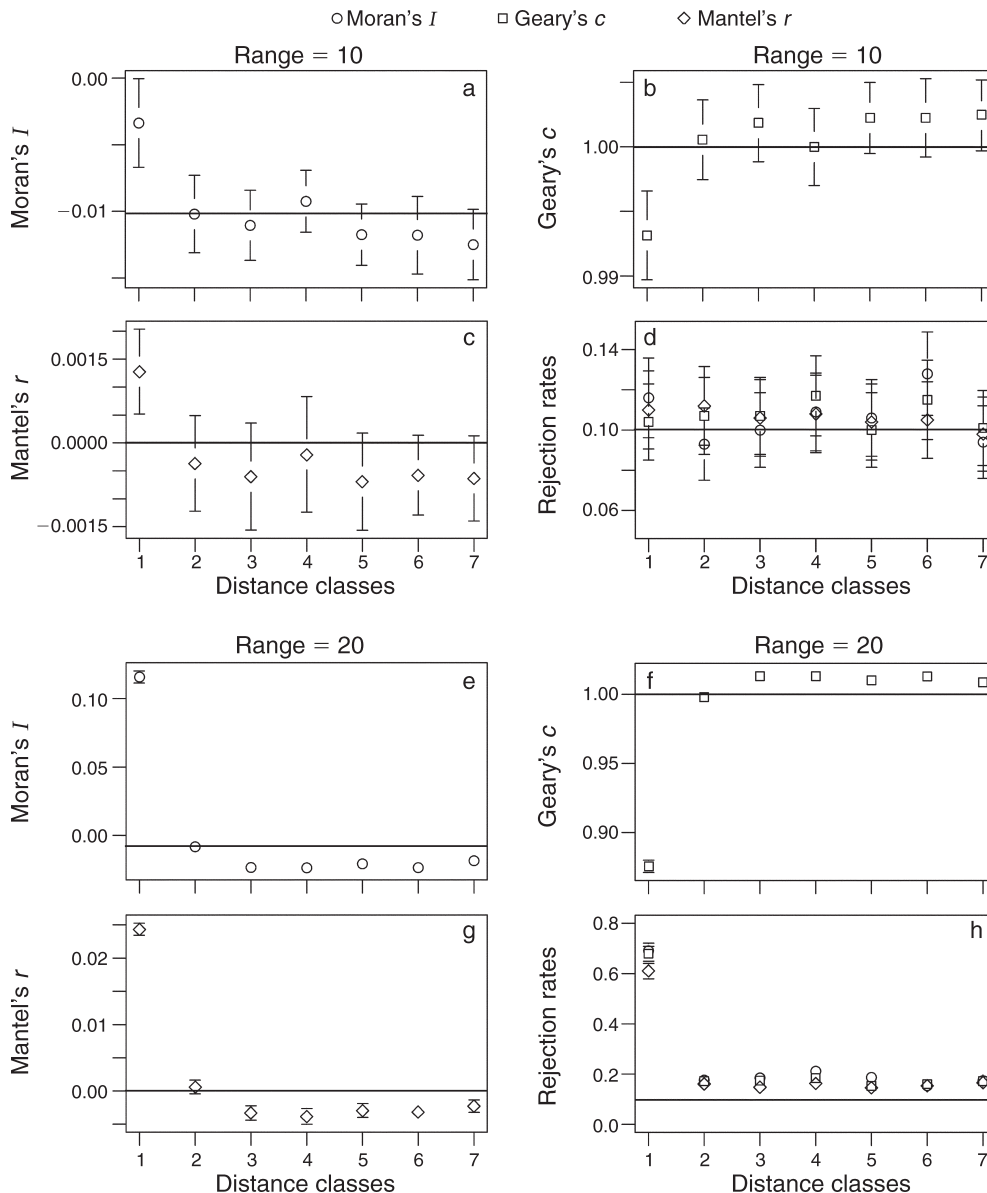 Moran's I Geary's c Mantel's r
Range = 10 Range = 10
Moran's I
0.00
−0.01
a
Geary's c
1.00
0.99
b
Mantel's r
0.0015
0.0000
−0.0015
c
1 2 3 4 5 6 7
Distance classes
Rejection rates
0.14
0.10
0.06
d
1 2 3 4 5 6 7
Distance classes
Range = 20 Range = 20
Moran's I
0.10
0.05
0.00
e
Geary's c
1.00
0.95
0.90
f
Mantel's r
0.02
0.01
0.00
g
1 2 3 4 5 6 7
Distance classes
Rejection rates
0.8
0.6
0.4
0.2
0.0
h
1 2 3 4 5 6 7
Distance classes